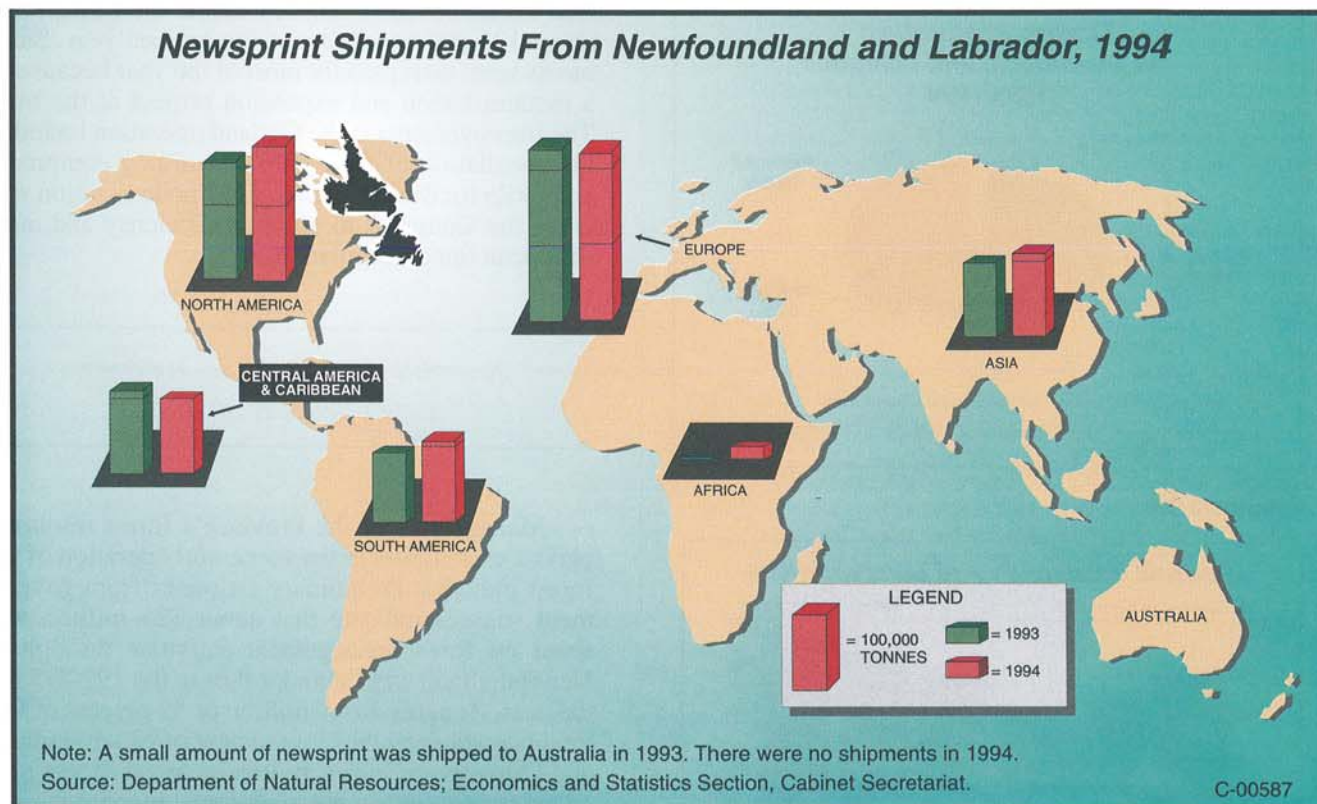 Newsprint Shipments From Newfoundland and Labrador, 1994
NORTH AMERICA
EUROPE
ASIA
CENTRAL AMERICA
& CARIBBEAN
AFRICA
SOUTH AMERICA
AUSTRALIA
LEGEND
= 100,000
TONNES
= 1993
= 1994
Note: A small amount of newsprint was shipped to Australia in 1993. There were no shipments in 1994.
Source: Department of Natural Resources; Economics and Statistics Section, Cabinet Secretariat.
C-00587